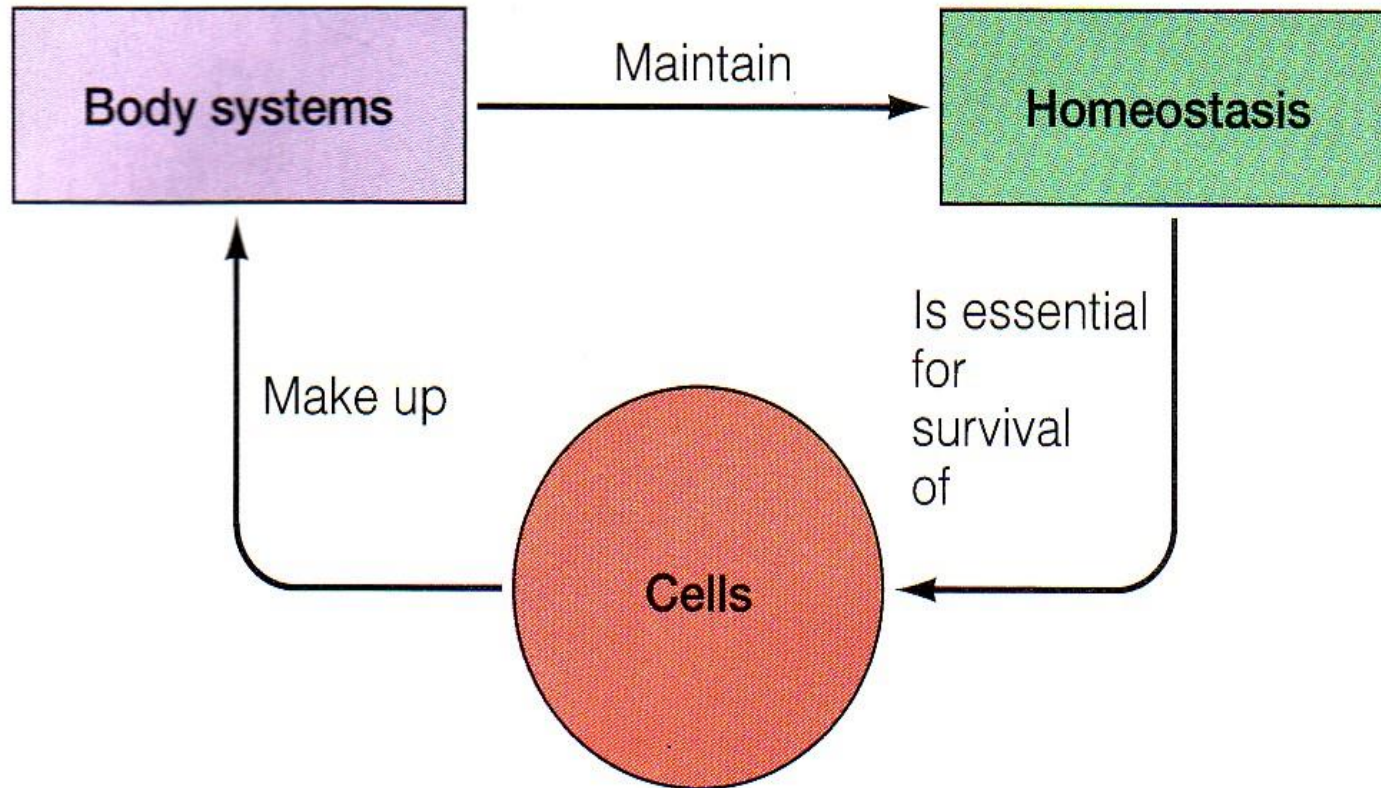 Maintain
Body systems
Homeostasis
Is essential
for
survival
of
Make up
Cells